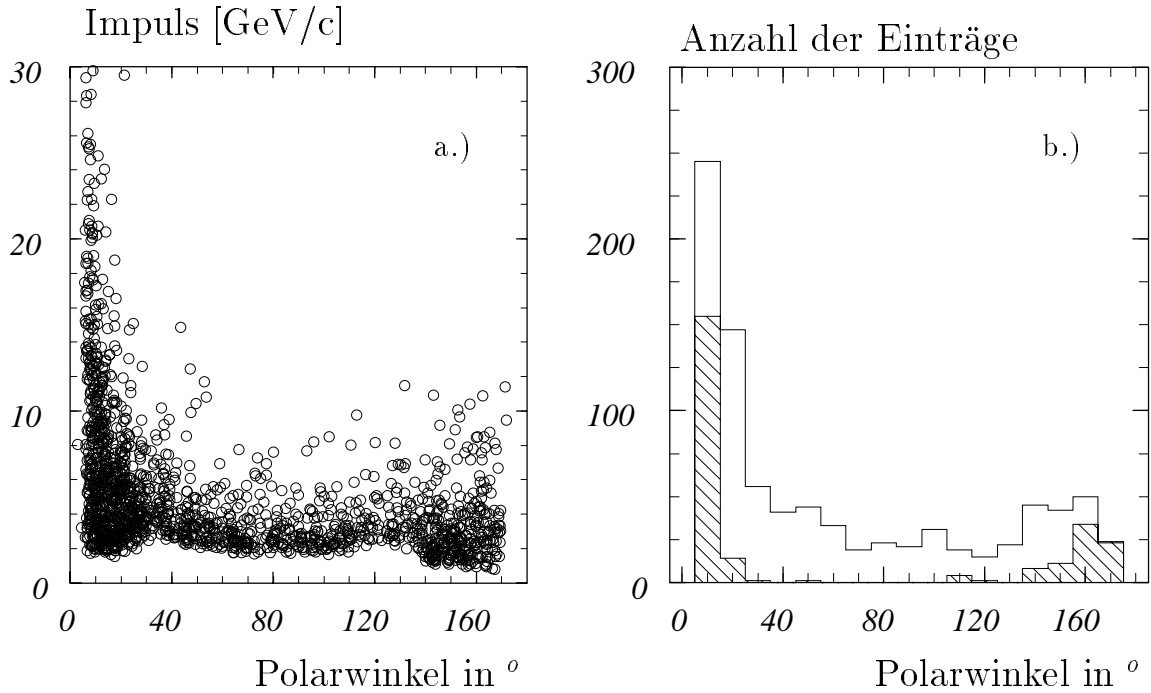 Impuls [GeV/c]
30
20
10
0
a.)
0 40 80 120 160
Polarwinkel in °
Anzahl der Einträge
300
200
100
0
b.)
0 40 80 120 160
Polarwinkel in °